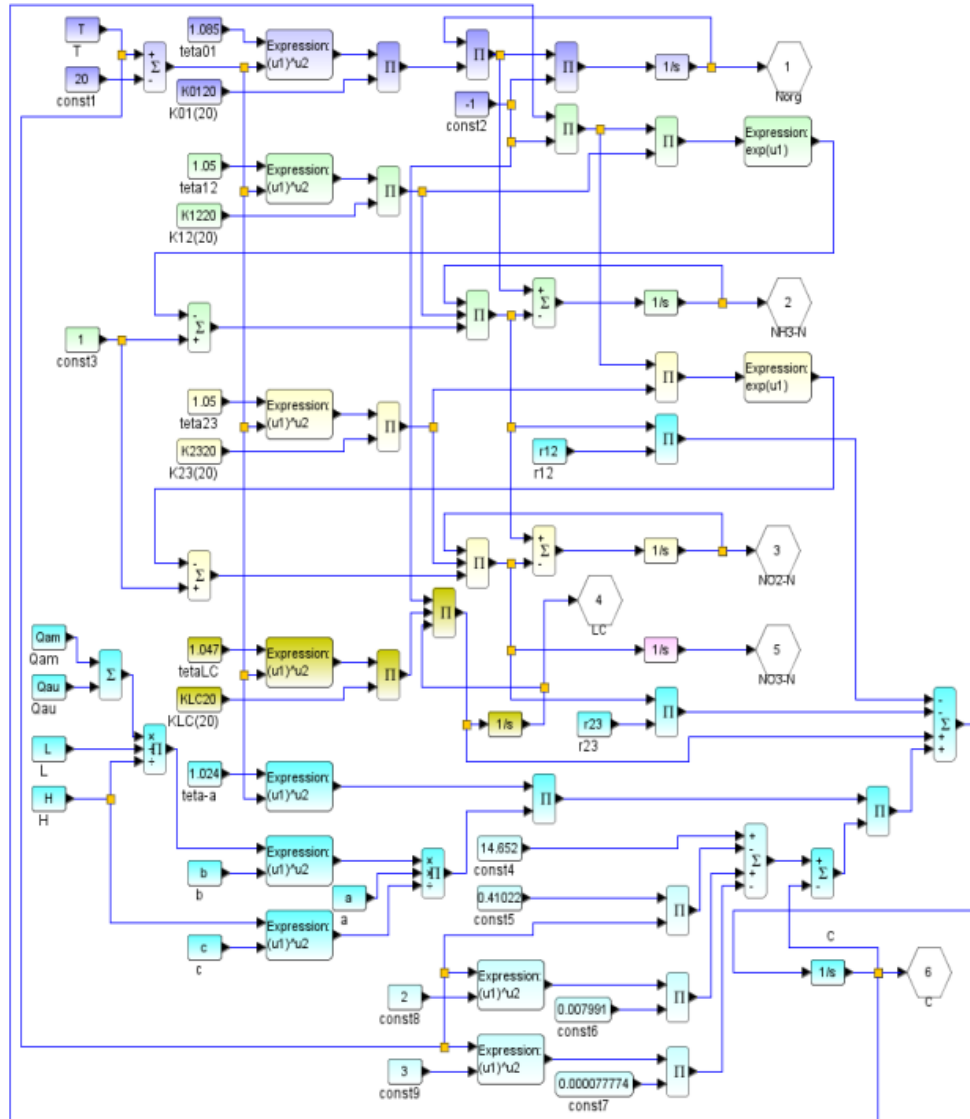 T
T
20
const1
1.085
teta01
K0120
K01(20)
Expression:
(u1)^u2
Π
Σ
+
-
Π
Π
-1
const2
1/s
1
Norg
Π
Π
Expression:
exp(u1)
1.05
teta12
K1220
K12(20)
Expression:
(u1)^u2
Π
1
const3
-
Σ
+
Π
+
Σ
-
1/s
2
NH3-N
1.05
teta23
K2320
K23(20)
Expression:
(u1)^u2
Π
Π
Expression:
exp(u1)
r12
r12
Π
-
Σ
+
Π
+
Σ
-
1/s
3
NO2-N
Π
4
LC
Qam
Qam
Qau
Qau
Σ
1.047
tetaLC
KLC20
KLC(20)
Expression:
(u1)^u2
Π
1/s
5
NO3-N
1/s
r23
r23
Π
-
-
Σ
+
+
L
L
H
H
×
÷
÷
Π
1.024
teta-a
Expression:
(u1)^u2
Π
Π
b
b
Expression:
(u1)^u2
a
a
×
×
÷
Π
c
c
Expression:
(u1)^u2
14.652
const4
0.41022
const5
Π
+
-
Σ
+
-
+
Σ
-
C
1/s
6
C
2
const8
Expression:
(u1)^u2
0.007991
const6
Π
3
const9
Expression:
(u1)^u2
0.000077774
const7
Π